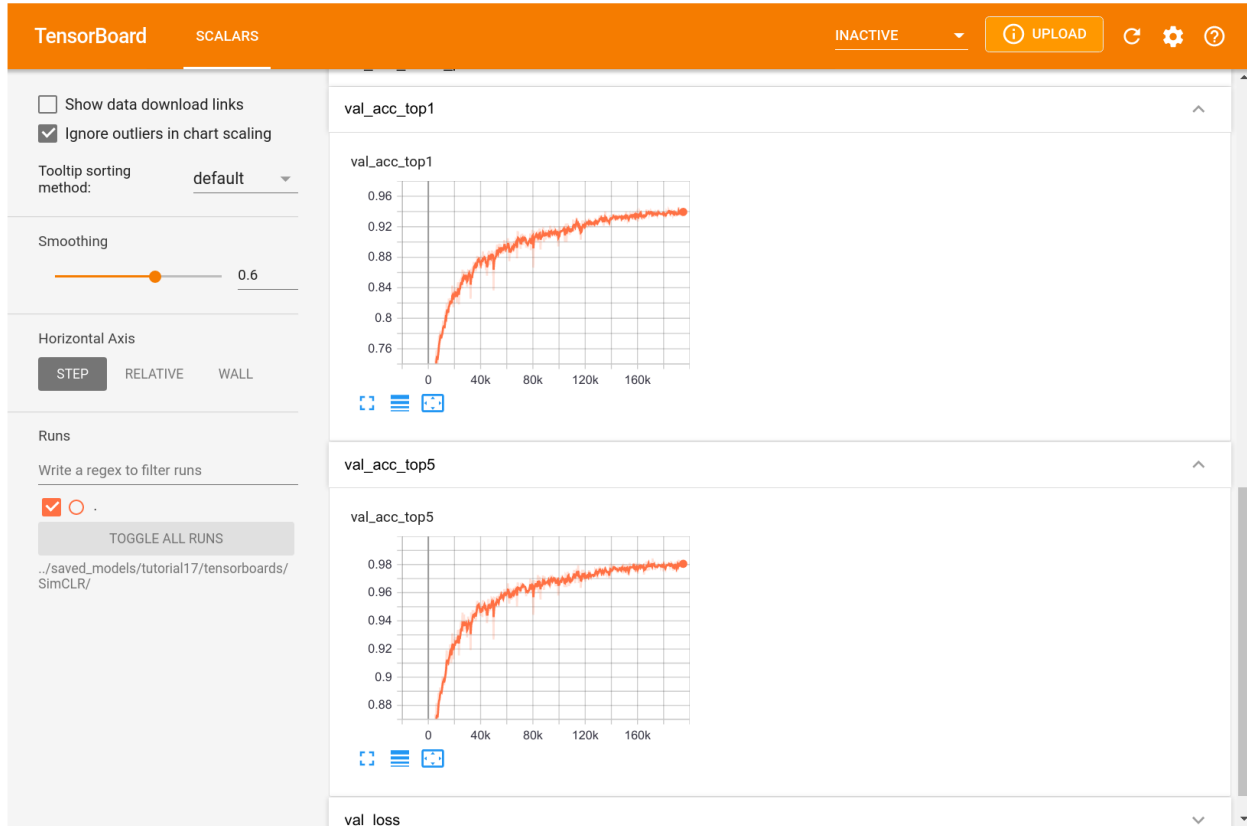 TensorBoard
SCALARS
INACTIVE
UPLOAD
Show data download links
Ignore outliers in chart scaling
Tooltip sorting
method:
default
Smoothing
0.6
Horizontal Axis
STEP
RELATIVE
WALL
Runs
Write a regex to filter runs
.
TOGGLE ALL RUNS
../saved_models/tutorial17/tensorboards/
SimCLR/
val_acc_top1
val_acc_top1
0.96
0.92
0.88
0.84
0.8
0.76
0
40k
80k
120k
160k
val_acc_top5
val_acc_top5
0.98
0.96
0.94
0.92
0.9
0.88
0
40k
80k
120k
160k
val_loss